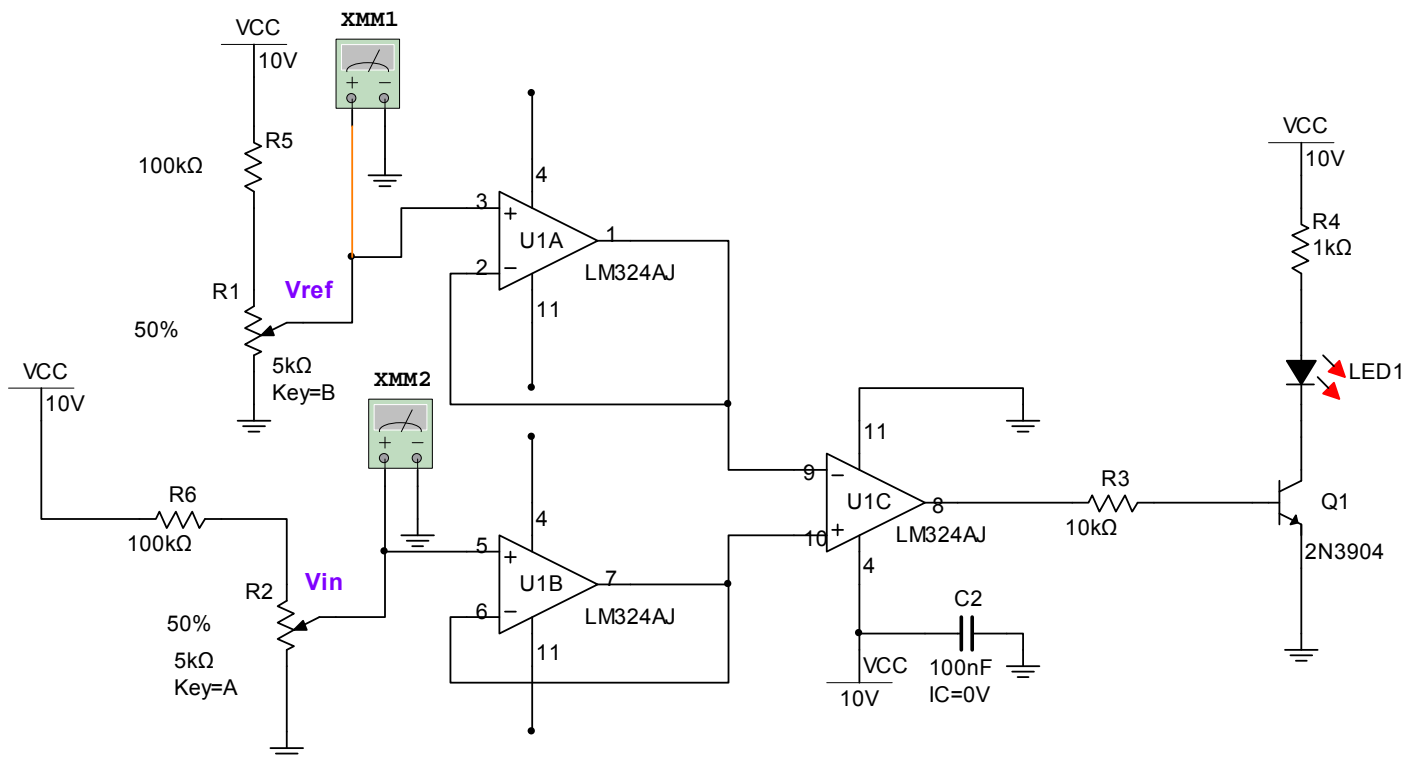 XMM1
VCC
10V
+ −
R5
100kΩ
4
3
+
U1A
1
2
−
LM324AJ
11
R1
Vref
50%
5kΩ
Key=B
VCC
10V
R4
1kΩ
LED1
VCC
10V
XMM2
+ −
R6
100kΩ
4
5
+
U1B
7
6
−
LM324AJ
11
Vin
R2
50%
5kΩ
Key=A
11
9
−
U1C
8
10
+
LM324AJ
4
R3
10kΩ
Q1
2N3904
C2
100nF
IC=0V
VCC
10V